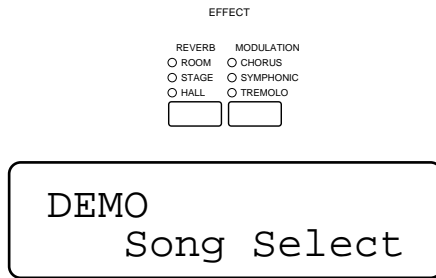 EFFECT
REVERB MODULATION
ROOM CHORUS
STAGE SYMPHONIC
HALL TREMOLO
DEMO
Song Select